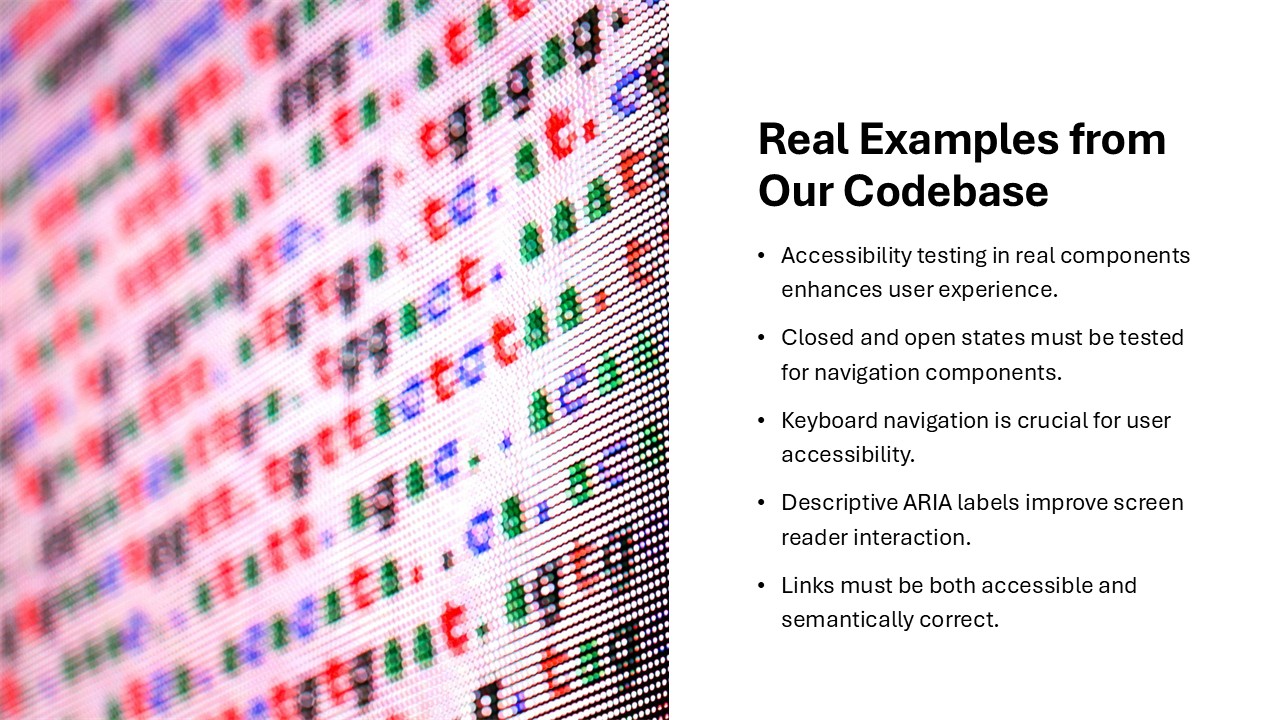 Real Examples from
Our Codebase
• Accessibility testing in real components
enhances user experience.
• Closed and open states must be tested
for navigation components.
• Keyboard navigation is crucial for user
accessibility.
• Descriptive ARIA labels improve screen
reader interaction.
• Links must be both accessible and
semantically correct.